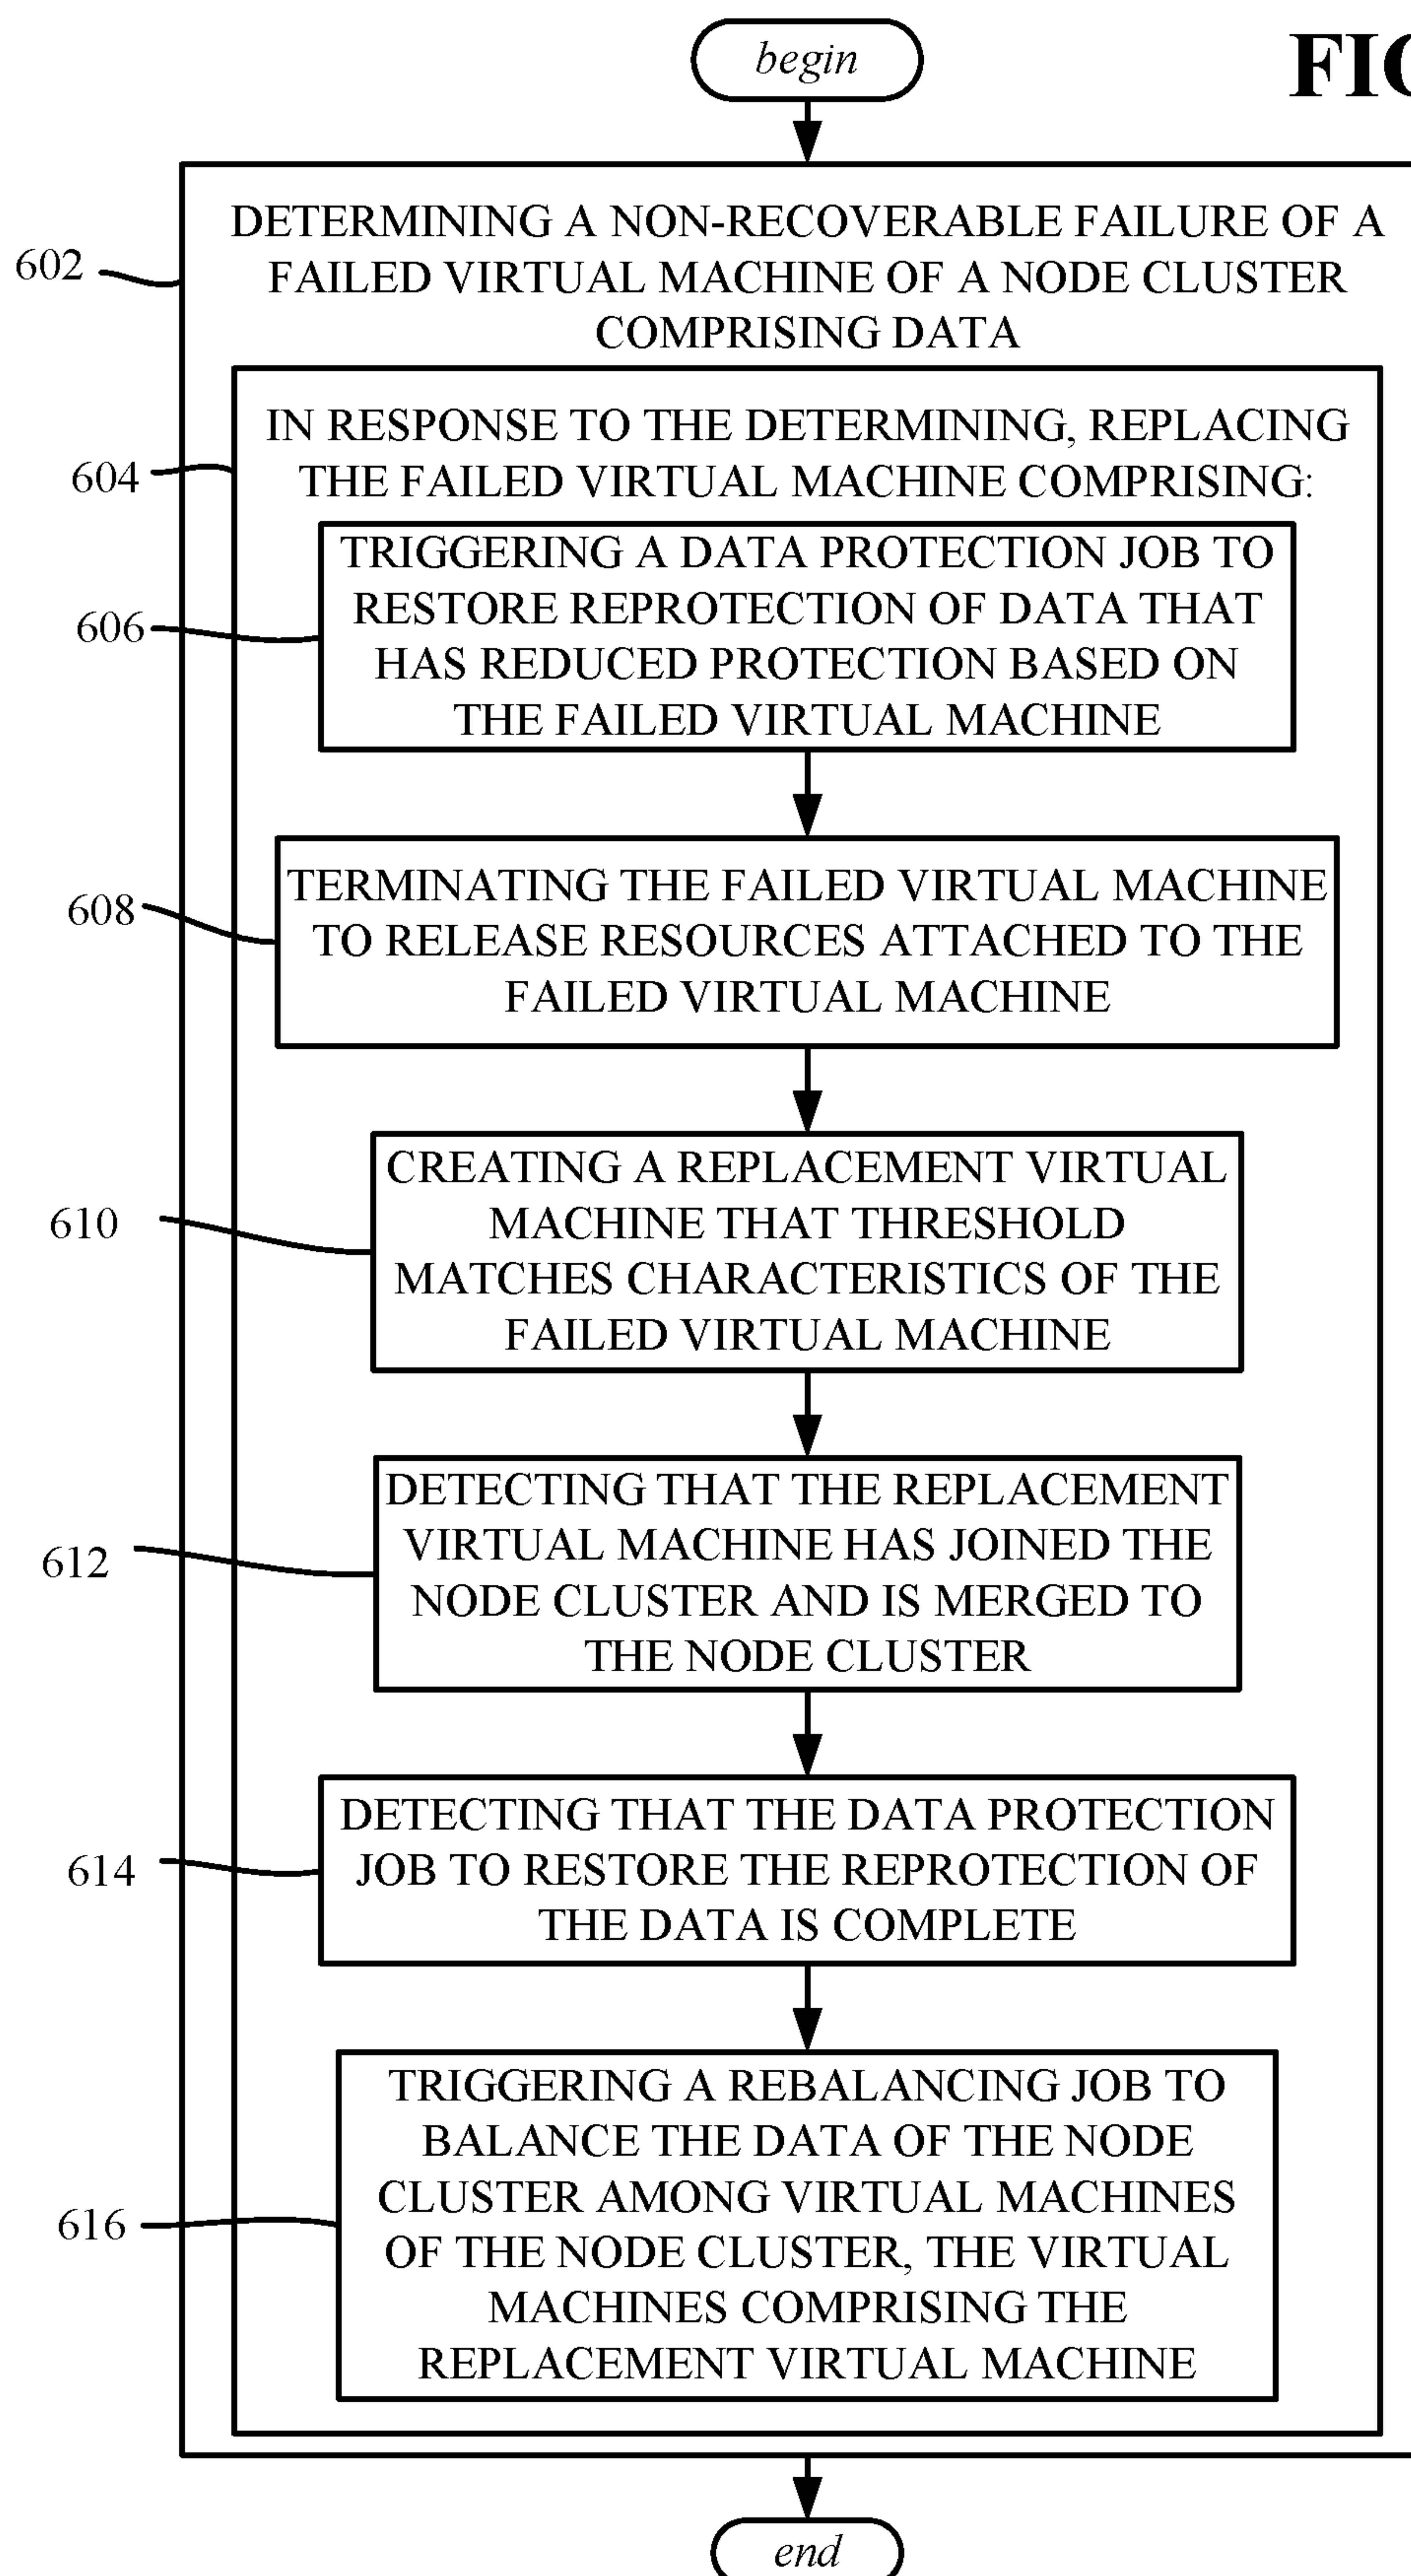 begin
FIG
DETERMINING A NON-RECOVERABLE FAILURE OF A
602
FAILED VIRTUAL MACHINE OF A NODE CLUSTER
COMPRISING DATA
IN RESPONSE TO THE DETERMINING, REPLACING
604
THE FAILED VIRTUAL MACHINE COMPRISING:
TRIGGERING A DATA PROTECTION JOB TO
RESTORE REPROTECTION OF DATA THAT
606
HAS REDUCED PROTECTION BASED ON
THE FAILED VIRTUAL MACHINE
TERMINATING THE FAILED VIRTUAL MACHINE
608
TO RELEASE RESOURCES ATTACHED TO THE
FAILED VIRTUAL MACHINE
CREATING A REPLACEMENT VIRTUAL
610
MACHINE THAT THRESHOLD
MATCHES CHARACTERISTICS OF THE
FAILED VIRTUAL MACHINE
DETECTING THAT THE REPLACEMENT
VIRTUAL MACHINE HAS JOINED THE
612
NODE CLUSTER AND IS MERGED TO
THE NODE CLUSTER
DETECTING THAT THE DATA PROTECTION
614
JOB TO RESTORE THE REPROTECTION OF
THE DATA IS COMPLETE
TRIGGERING A REBALANCING JOB TO
BALANCE THE DATA OF THE NODE
CLUSTER AMONG VIRTUAL MACHINES
616
OF THE NODE CLUSTER, THE VIRTUAL
MACHINES COMPRISING THE
REPLACEMENT VIRTUAL MACHINE
end